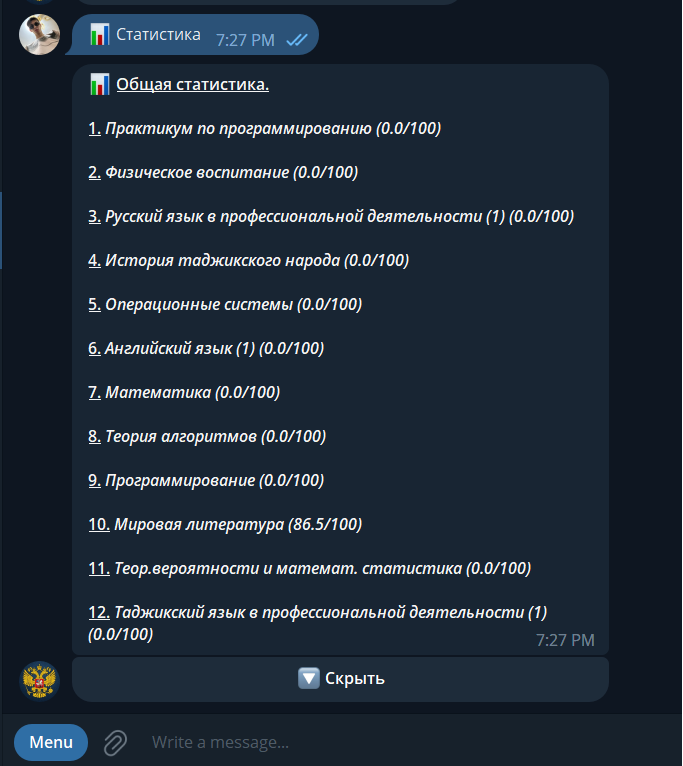 Статистика 7:27 PM
Общая статистика.
1. Практикум по программированию (0.0/100)
2. Физическое воспитание (0.0/100)
3. Русский язык в профессиональной деятельности (1) (0.0/100)
4. История таджикского народа (0.0/100)
5. Операционные системы (0.0/100)
6. Английский язык (1) (0.0/100)
7. Математика (0.0/100)
8. Теория алгоритмов (0.0/100)
9. Программирование (0.0/100)
10. Мировая литература (86.5/100)
11. Теор.вероятности и математ. статистика (0.0/100)
12. Таджикский язык в профессиональной деятельности (1)
(0.0/100)
7:27 PM
Скрыть
Menu Write a message...